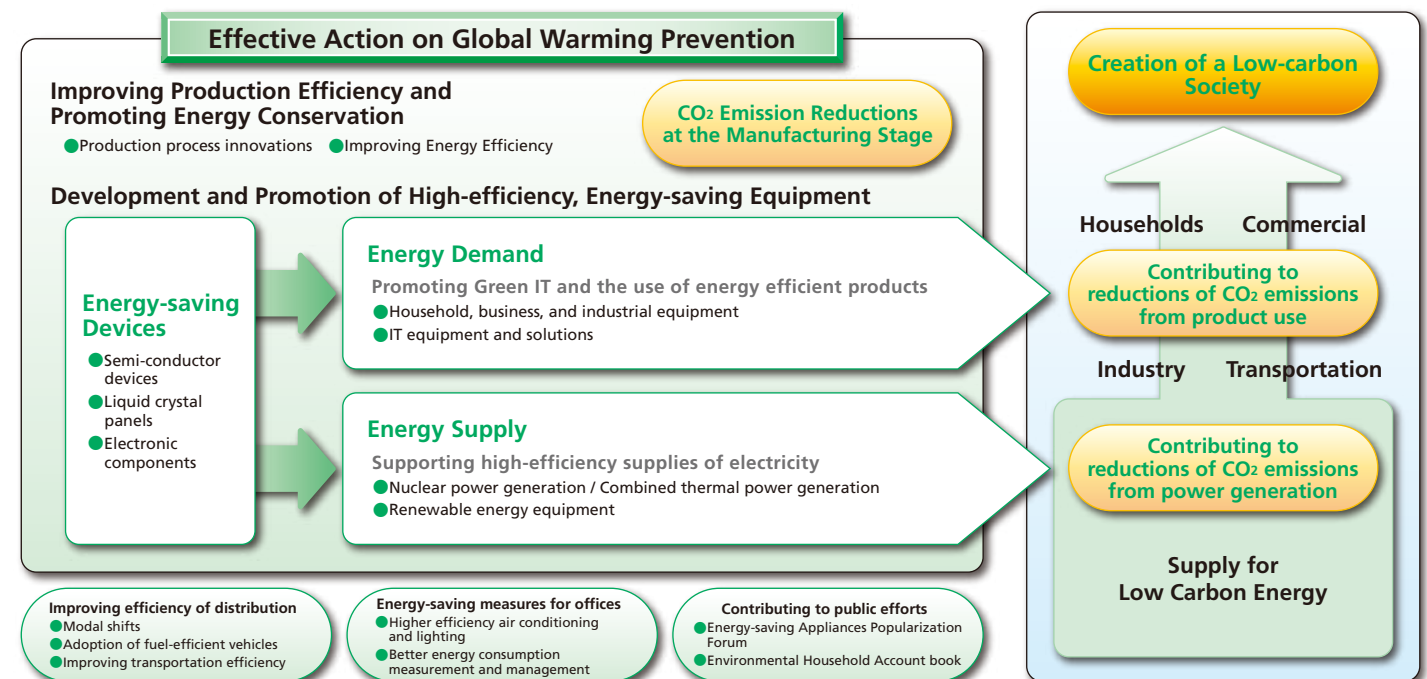 Effective Action on Global Warming Prevention
Improving Production Efficiency and
Promoting Energy Conservation
●Production process innovations ●Improving Energy Efficiency
CO2 Emission Reductions
at the Manufacturing Stage
Development and Promotion of High-efficiency, Energy-saving Equipment
Energy-saving
Devices
●Semi-conductor
devices
●Liquid crystal
panels
●Electronic
components
Energy Demand
Promoting Green IT and the use of energy efficient products
●Household, business, and industrial equipment
●IT equipment and solutions
Energy Supply
Supporting high-efficiency supplies of electricity
●Nuclear power generation / Combined thermal power generation
●Renewable energy equipment
Creation of a Low-carbon
Society
Households Commercial
Contributing to
reductions of CO2 emissions
from product use
Industry Transportation
Contributing to
reductions of CO2 emissions
from power generation
Supply for
Low Carbon Energy
Improving efficiency of distribution
●Modal shifts
●Adoption of fuel-efficient vehicles
●Improving transportation efficiency
Energy-saving measures for offices
●Higher efficiency air conditioning
and lighting
●Better energy consumption
measurement and management
Contributing to public efforts
●Energy-saving Appliances Popularization
Forum
●Environmental Household Account book